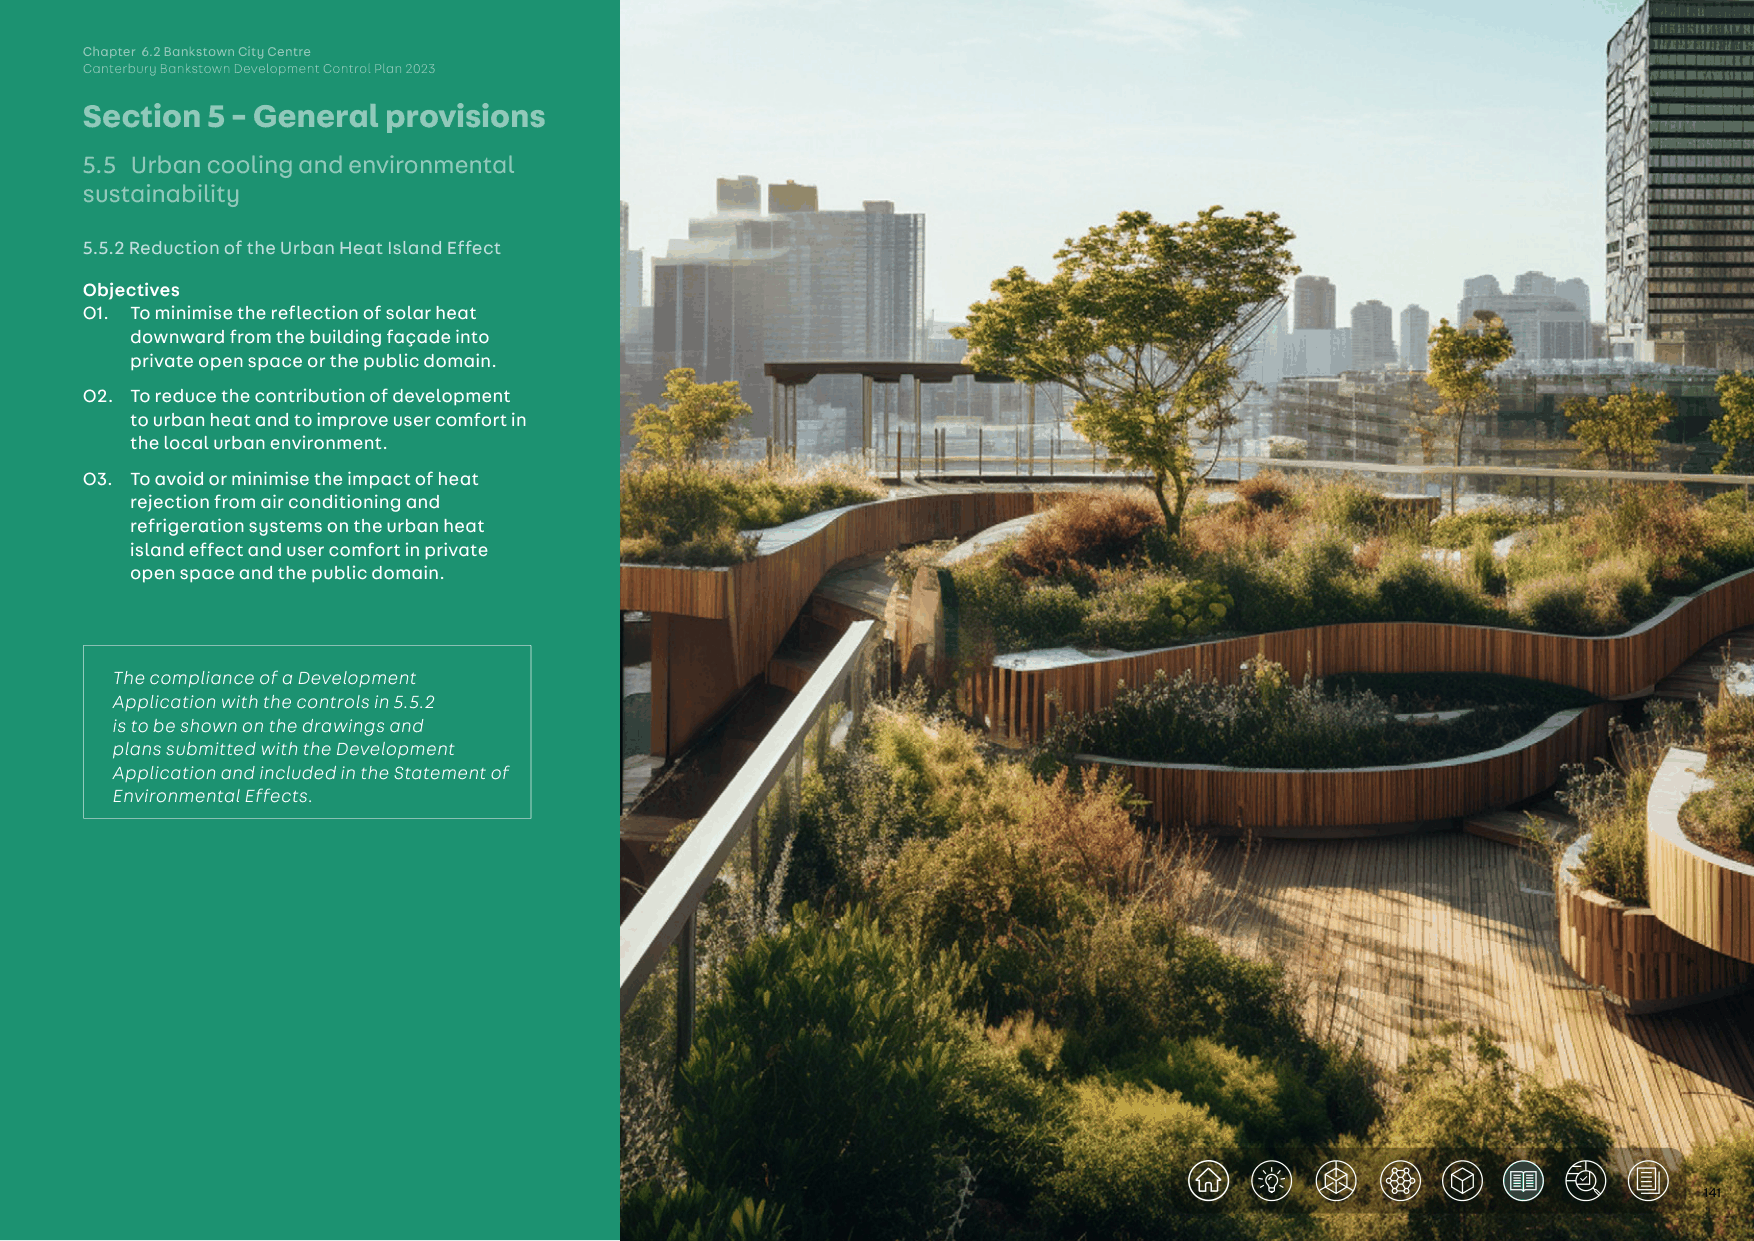 Chapter 6.2 Bankstown City Centre
Canterbury Bankstown Development Control Plan 2023
Section 5 – General provisions
5.5 Urban cooling and environmental
sustainability
5.5.2 Reduction of the Urban Heat Island Effect
Objectives
O1. To minimise the reflection of solar heat
downward from the building façade into
private open space or the public domain.
O2. To reduce the contribution of development
to urban heat and to improve user comfort in
the local urban environment.
O3. To avoid or minimise the impact of heat
rejection from air conditioning and
refrigeration systems on the urban heat
island effect and user comfort in private
open space and the public domain.
The compliance of a Development
Application with the controls in 5.5.2
is to be shown on the drawings and
plans submitted with the Development
Application and included in the Statement of
Environmental Effects.
141